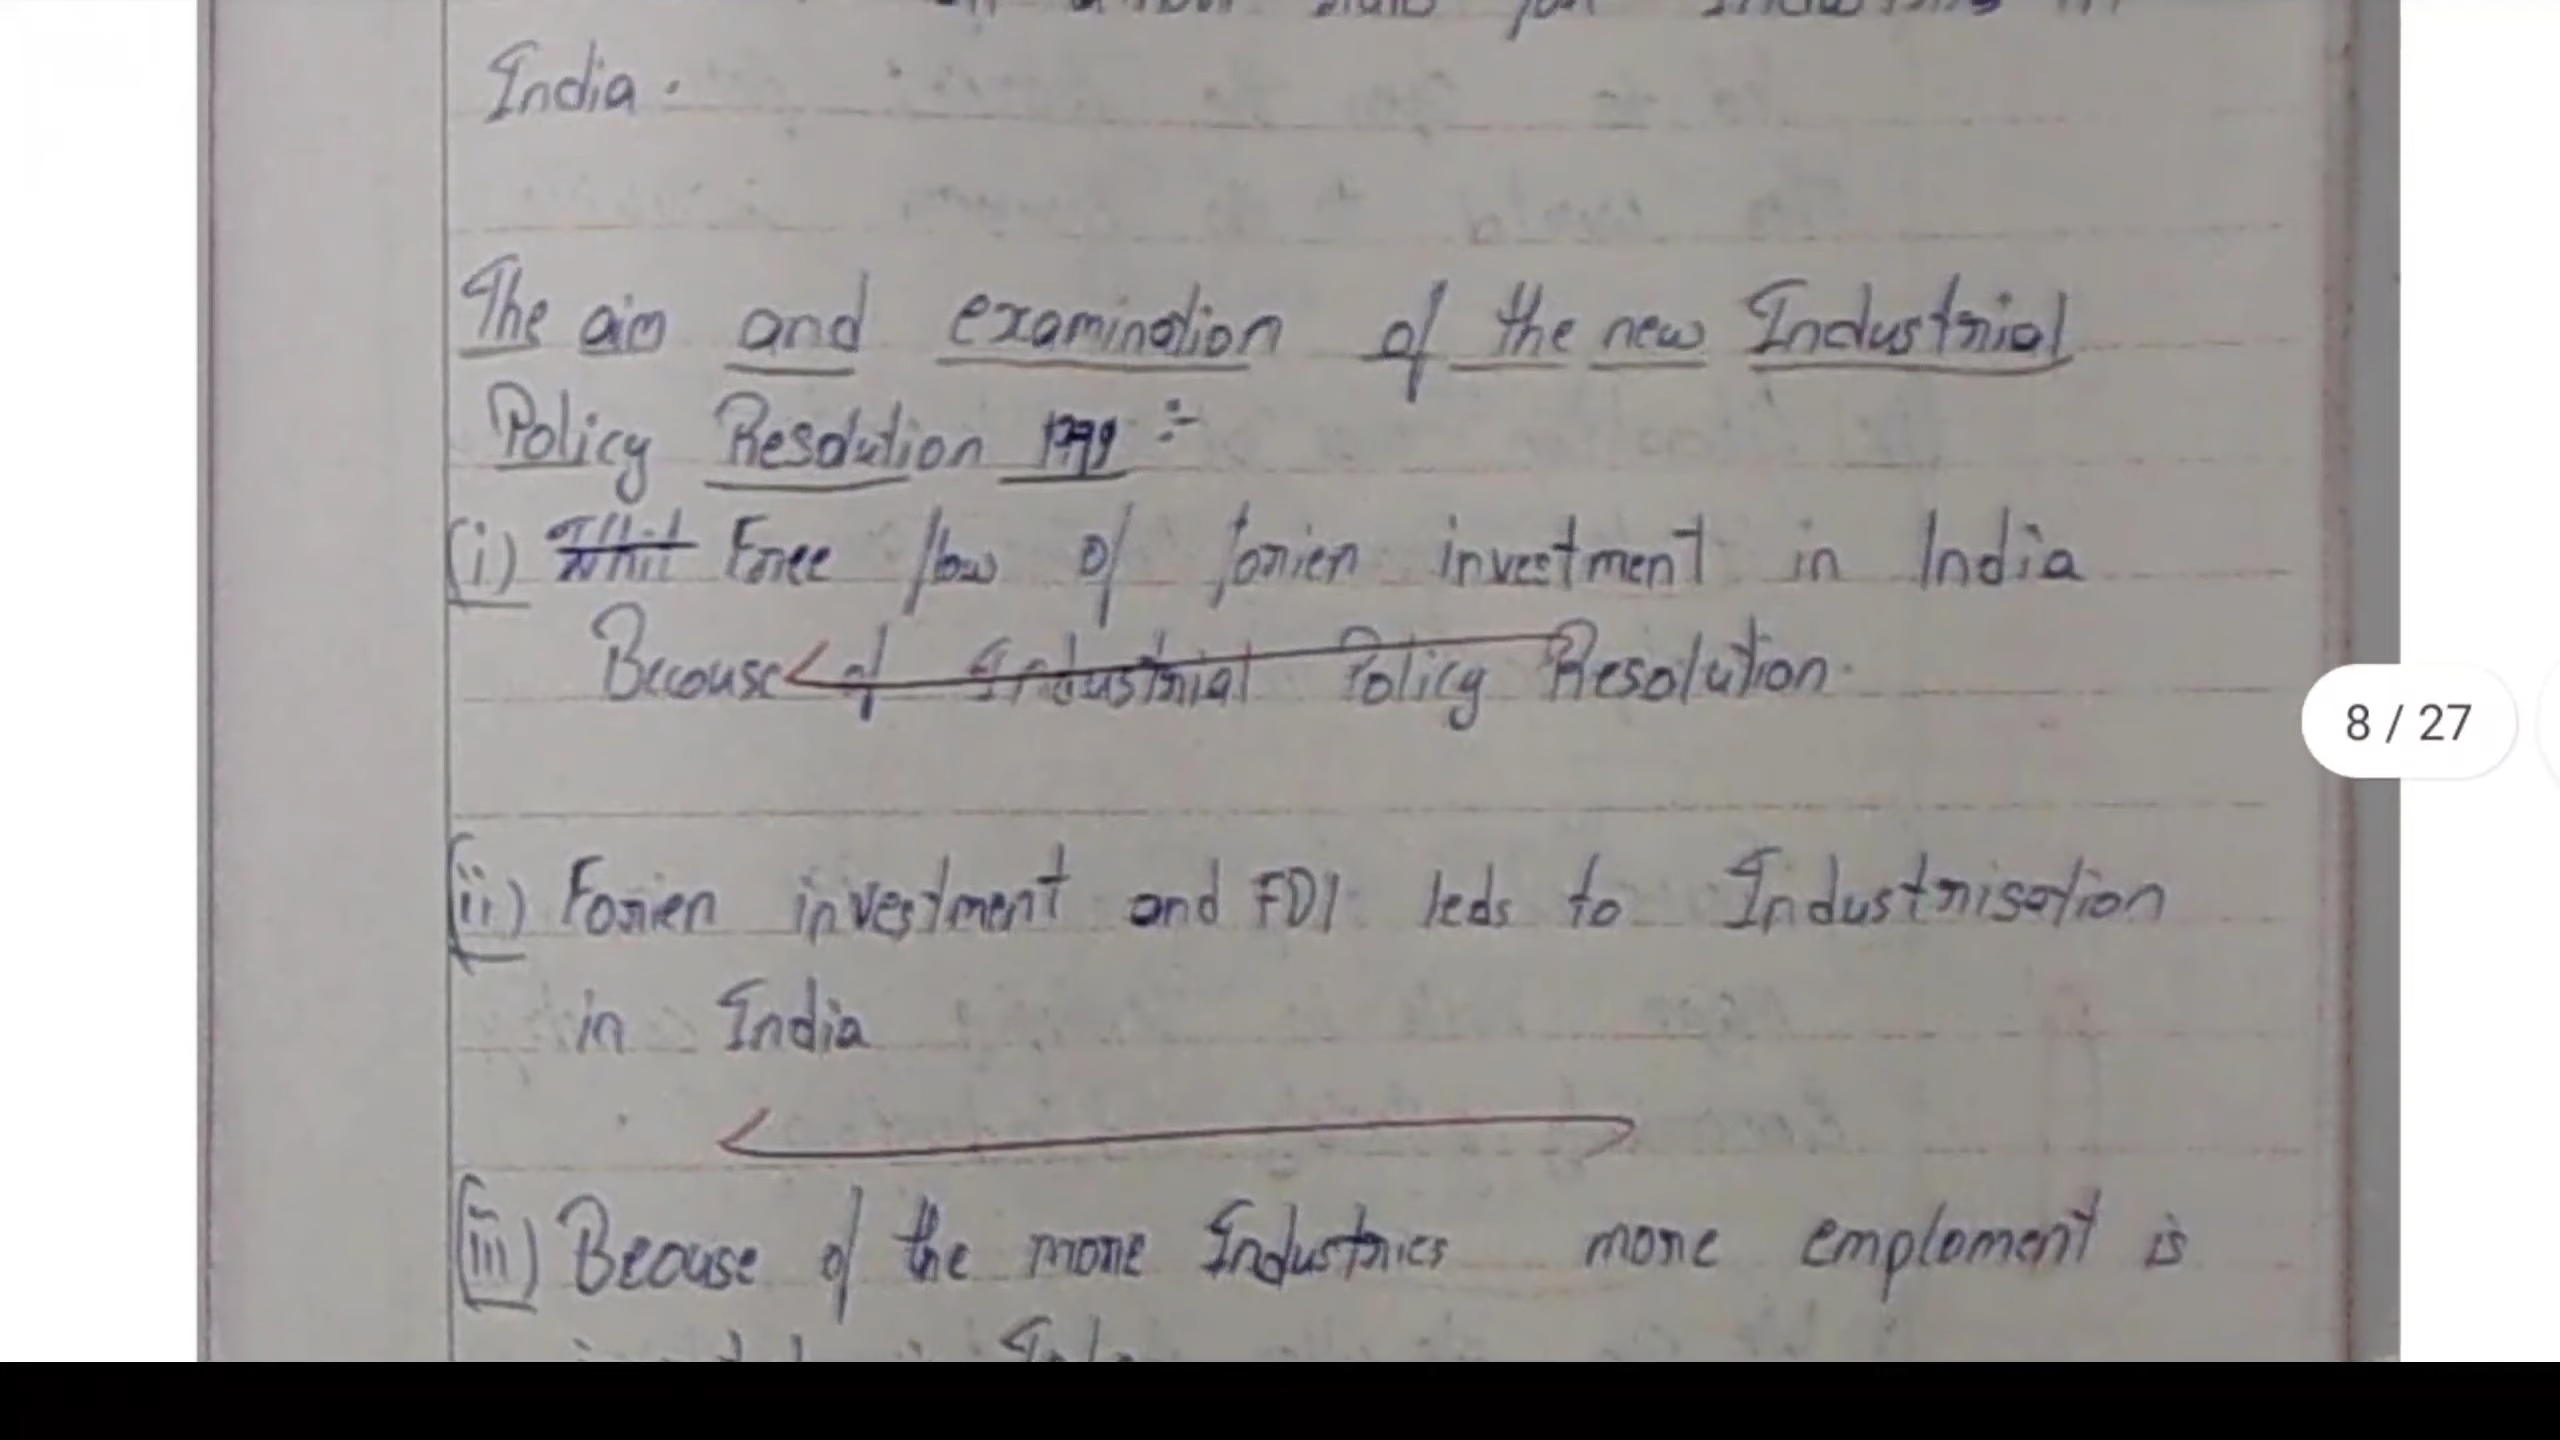 India.
The aim and examination of the new Industrial
Policy Resolution :-
(i) Free flow of forien investment in India
Becouse of Industrial Policy Resolution.
8 / 27
(ii) Forien investment and FDI leds to Industrisation
in India
(iii) Beouse of the more Industries more emploment is